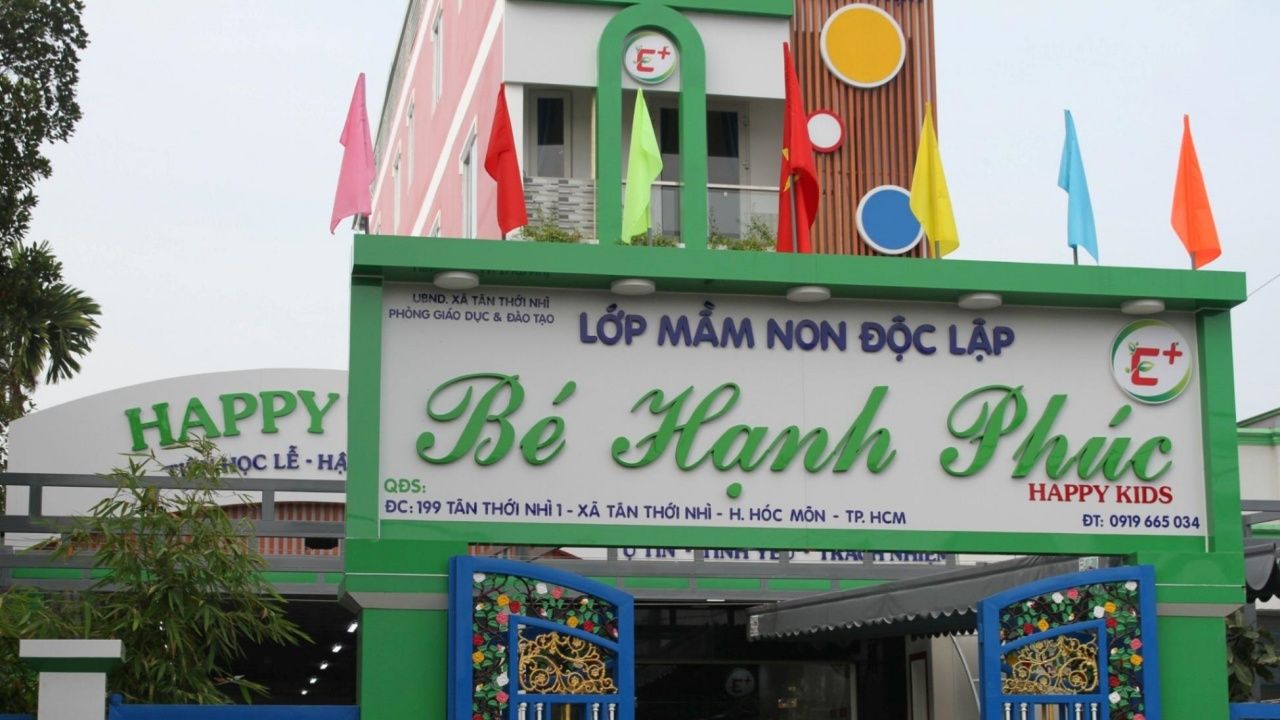 E+
UBND. XÃ TÂN THỚI NHÌ
PHÒNG GIÁO DỤC & ĐÀO TẠO
LỚP MẦM NON ĐỘC LẬP
E+
Bé Hạnh Phúc
HAPPY KIDS
QĐS:
ĐC: 199 TÂN THỚI NHÌ 1 - XÃ TÂN THỚI NHÌ - H. HÓC MÔN - TP. HCM
ĐT: 0919 665 034
HAPPY
HỌC LỄ - HẬ
TỰ TIN - TÌNH YÊU - TRÁCH NHIỆM
E+